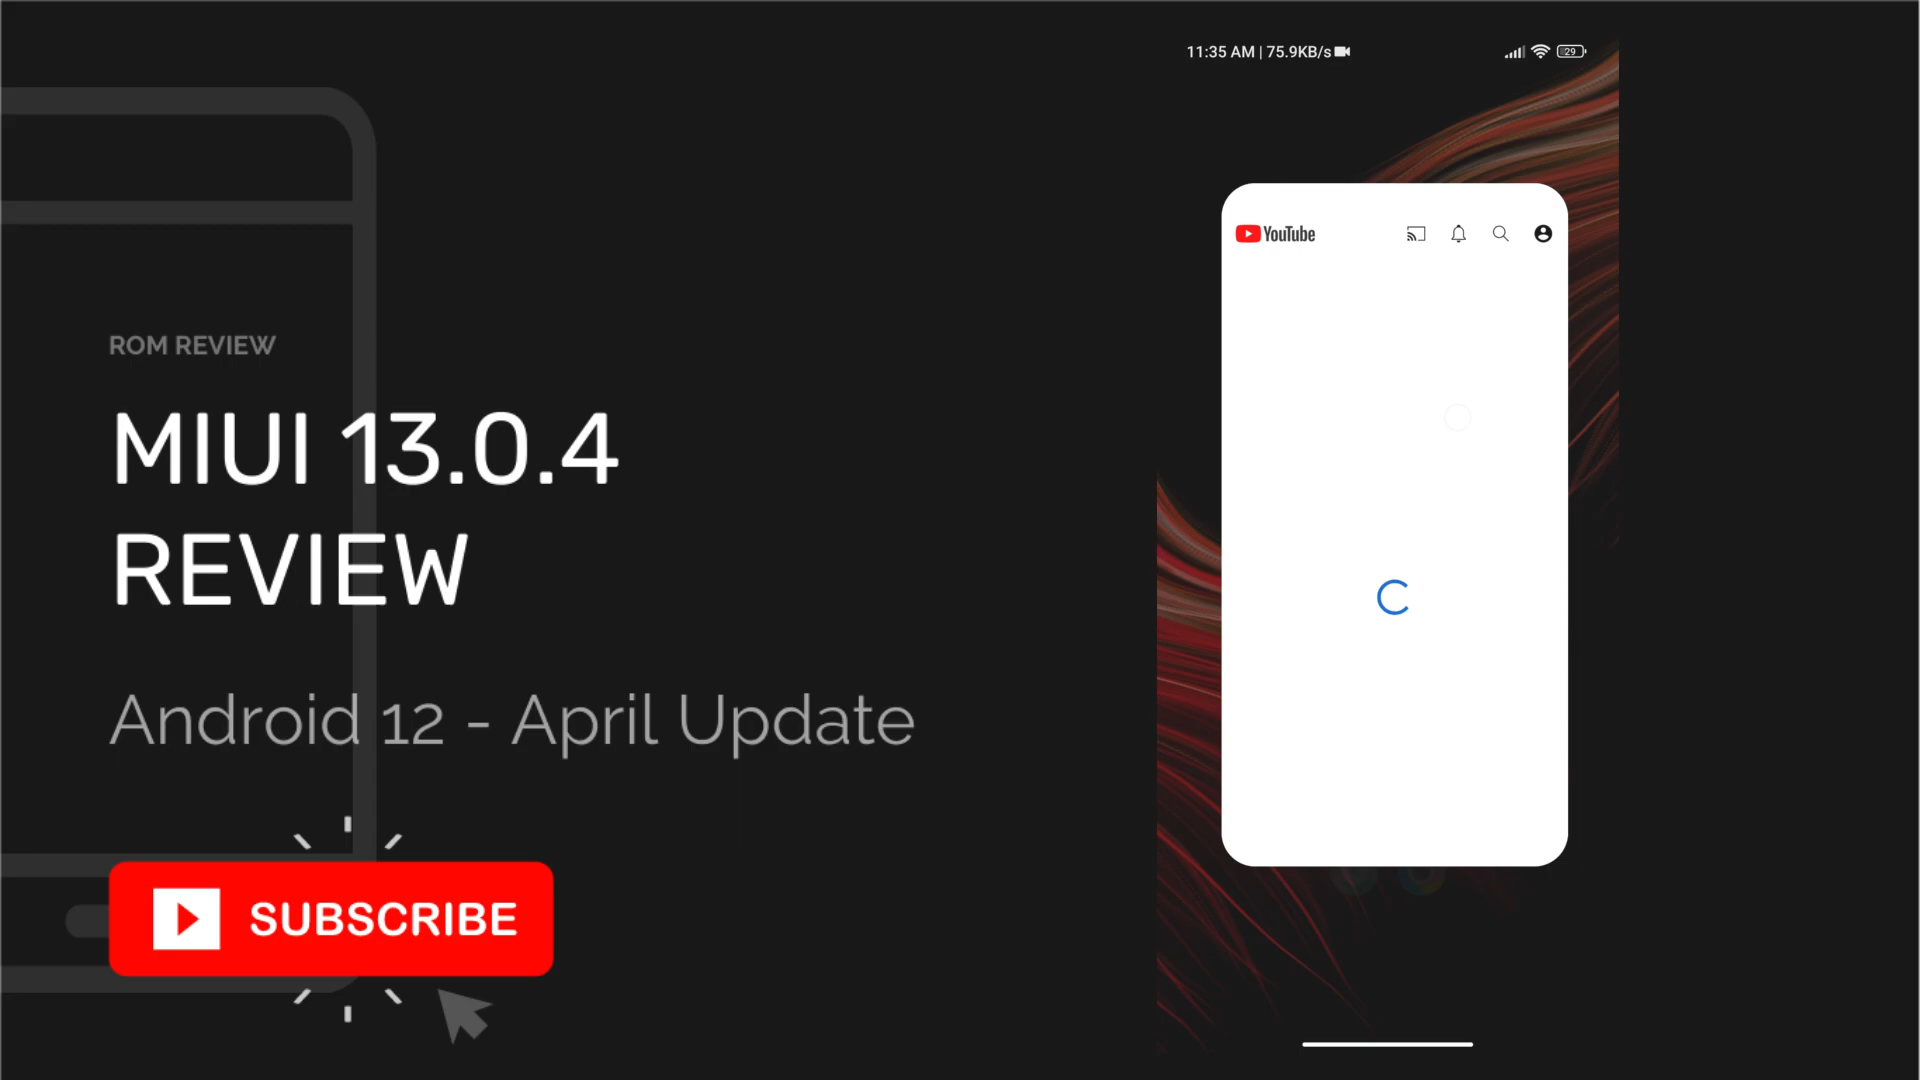 ROM REVIEW
MIUI 13.0.4
REVIEW
Android 12 - April Update
SUBSCRIBE
11:35 AM | 75.9KB/s
29
YouTube